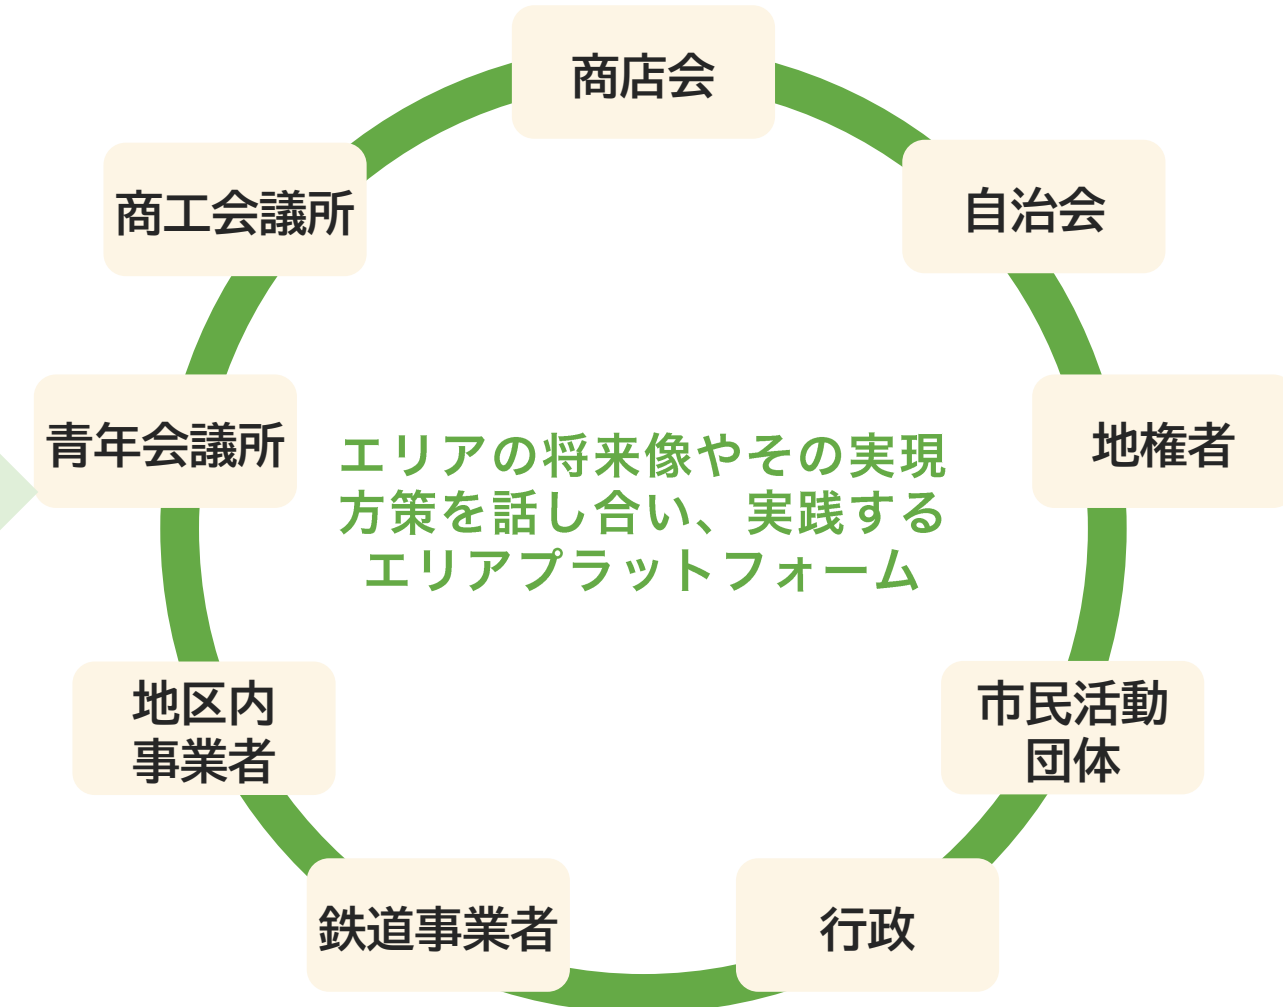 商店会
商工会議所
自治会
青年会議所
地権者
エリアの将来像やその実現
方策を話し合い、実践する
エリアプラットフォーム
地区内
事業者
市民活動
団体
鉄道事業者
行政